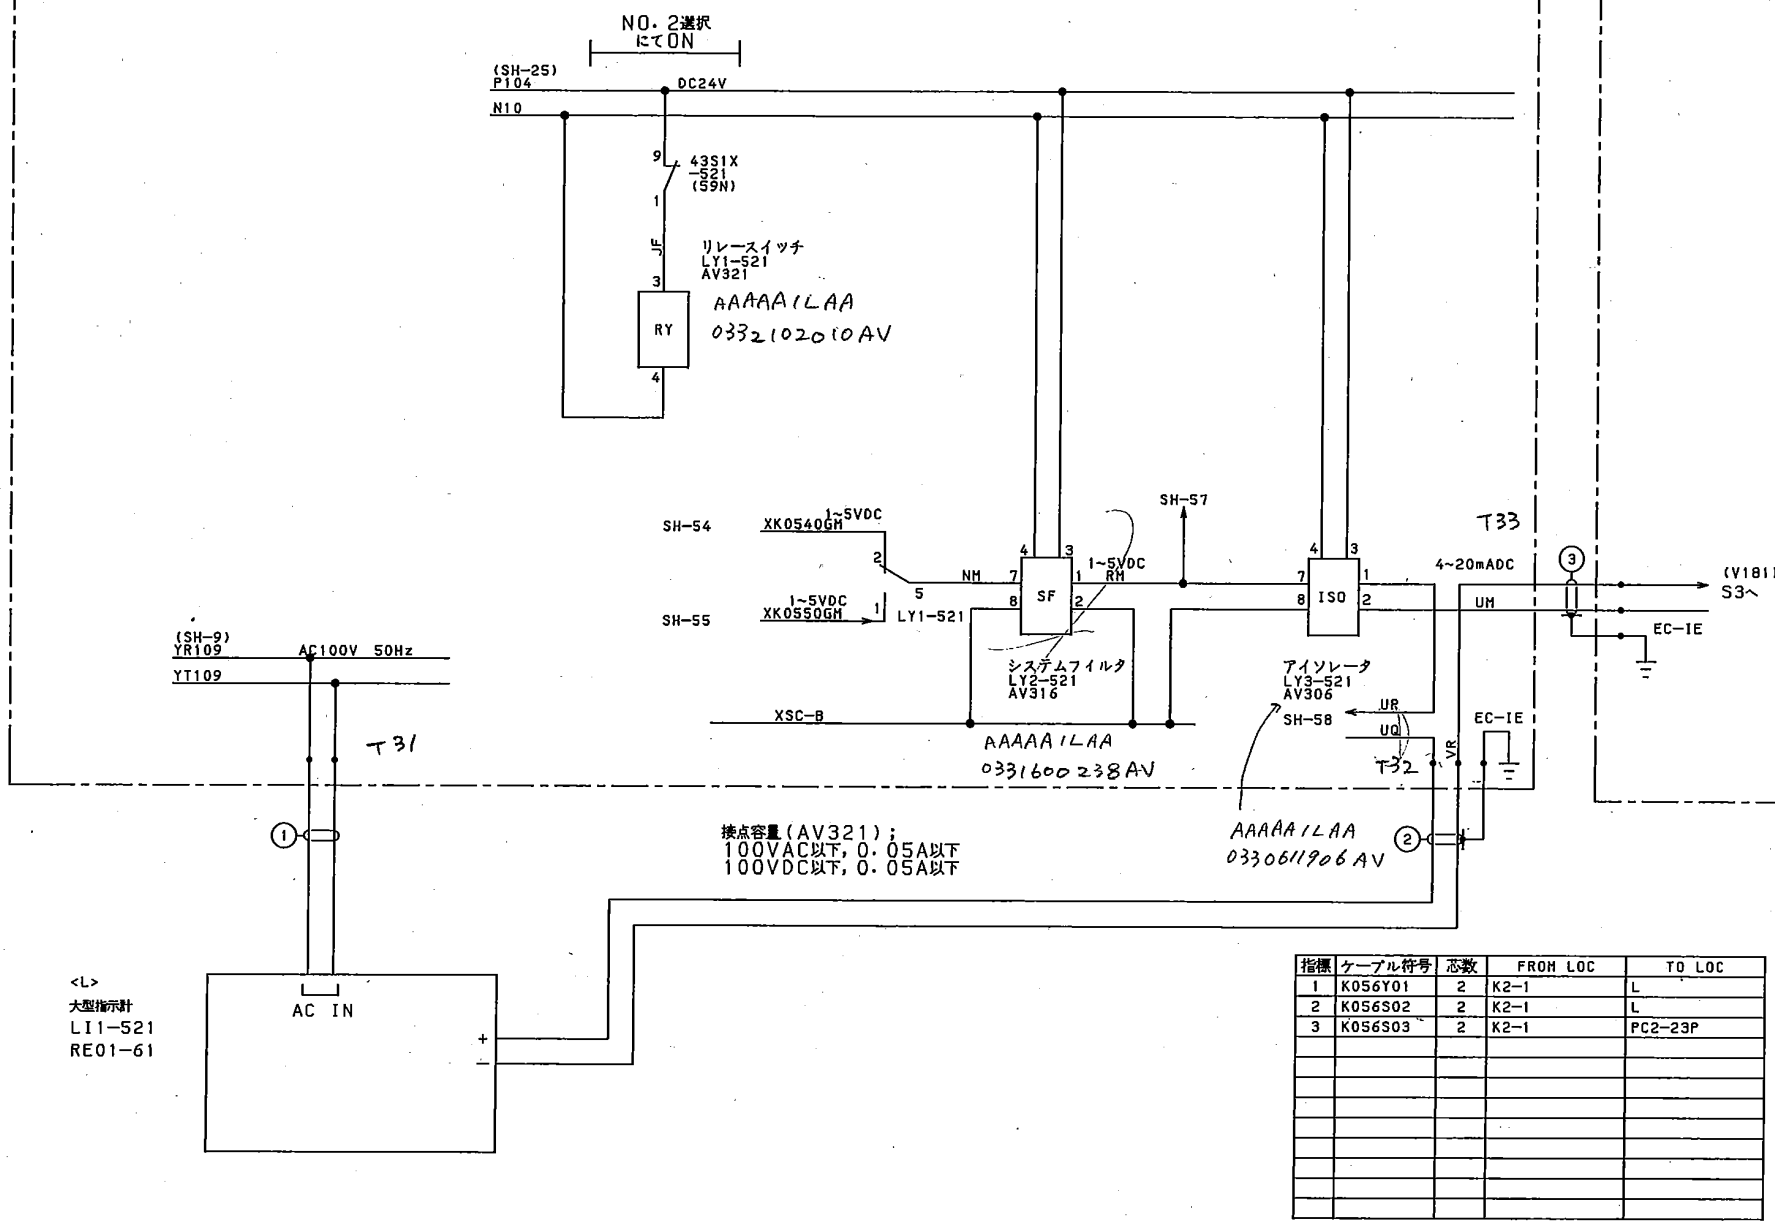 NO. 2選択
にてON
(SH-25)
P104
DC24V
N10
9
43S1X
-521
(59N)
1
JF
リレースイッチ
LY1-521
AV321
3
RY
4
AAAAA1LAA
0332102010AV
SH-54
XK0540GM
1~5VDC
2
5
NM
SH-55
XK0550GM
1~5VDC
1
LY1-521
4
3
7
8
SF
1
2
1~5VDC
RM
SH-57
システムフィルタ
LY2-521
AV316
XSC-B
AAAAA1LAA
0331600238AV
4
3
7
8
ISO
1
2
4~20mADC
UM
T33
3
(V181)
S3へ
EC-IE
アイソレータ
LY3-521
AV306
SH-58
UR
UQ
T32
VR
EC-IE
2
AAAAA1LAA
0330611906AV
(SH-9)
YR109
AC100V 50Hz
YT109
T31
1
接点容量(AV321);
100VAC以下, 0. 05A以下
100VDC以下, 0. 05A以下
<L>
大型指示計
LI1-521
RE01-61
AC IN
+
−
指標 ケーブル符号 芯数 FROM LOC TO LOC
1 K056Y01 2 K2-1 L
2 K056S02 2 K2-1 L
3 K056S03 2 K2-1 PC2-23P